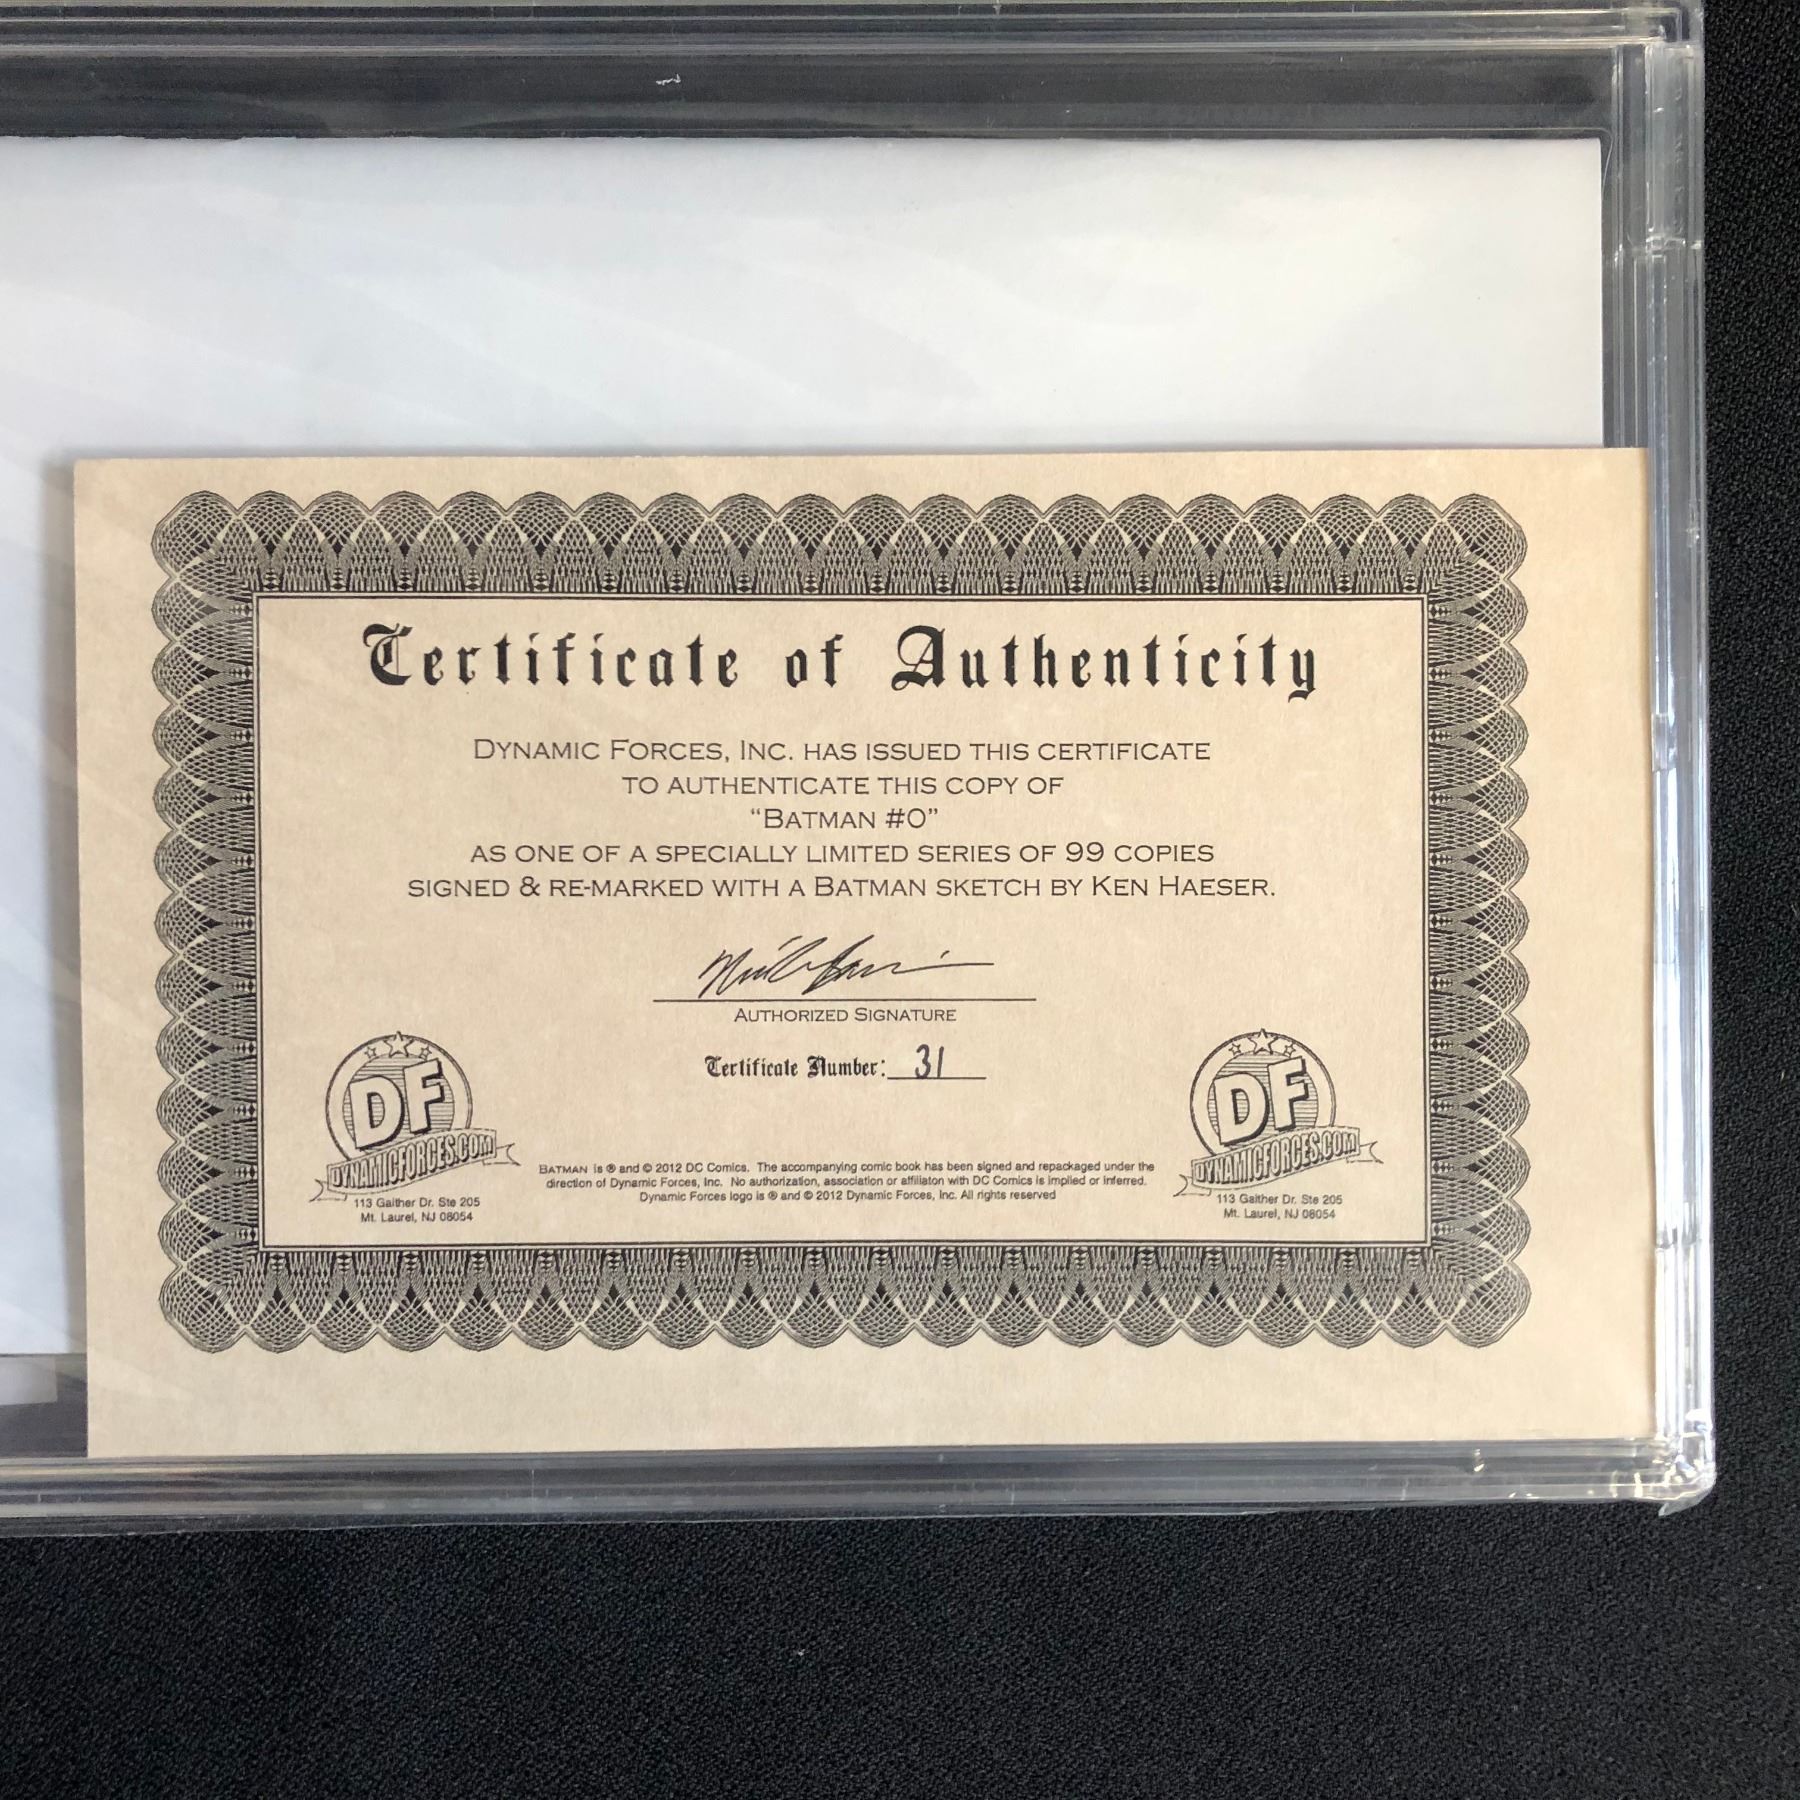 Certificate of Authenticity
DYNAMIC FORCES, INC. HAS ISSUED THIS CERTIFICATE
TO AUTHENTICATE THIS COPY OF
“BATMAN #0”
AS ONE OF A SPECIALLY LIMITED SERIES OF 99 COPIES
SIGNED & RE-MARKED WITH A BATMAN SKETCH BY KEN HAESER.
AUTHORIZED SIGNATURE
Certificate Number: 31
DF
DYNAMICFORCES.COM
113 Gaither Dr. Ste 205
Mt. Laurel, NJ 08054
BATMAN is ® and © 2012 DC Comics. The accompanying comic book has been signed and repackaged under the
direction of Dynamic Forces, Inc. No authorization, association or affiliaton with DC Comics is implied or inferred.
Dynamic Forces logo is ® and © 2012 Dynamic Forces, Inc. All rights reserved
DF
DYNAMICFORCES.COM
113 Gaither Dr. Ste 205
Mt. Laurel, NJ 08054